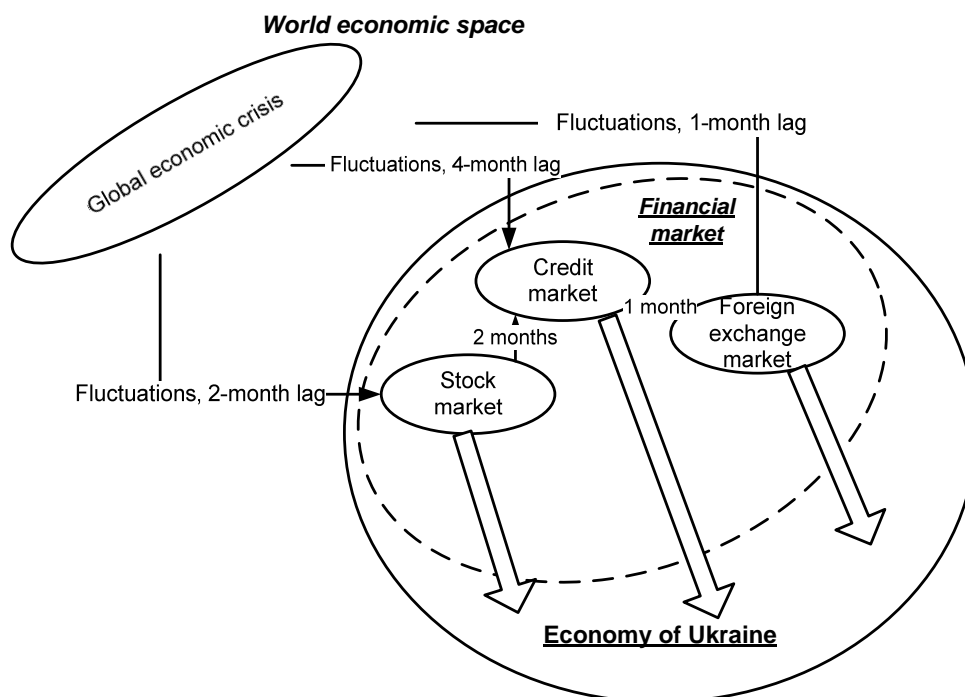 World economic space
Global economic crisis
Fluctuations, 1-month lag
Fluctuations, 4-month lag
Financial
market
Credit
market
1 month
Foreign
exchange
market
2 months
Fluctuations, 2-month lag
Stock
market
Economy of Ukraine